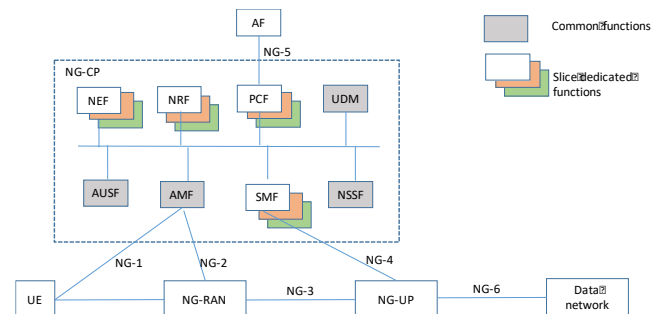 AF
Common functions
NG-5
NG-CP
NEF
NRF
PCF
UDM
Slice dedicated
functions
AUSF
AMF
SMF
NSSF
NG-1
NG-2
NG-4
UE
NG-RAN
NG-3
NG-UP
NG-6
Data
network